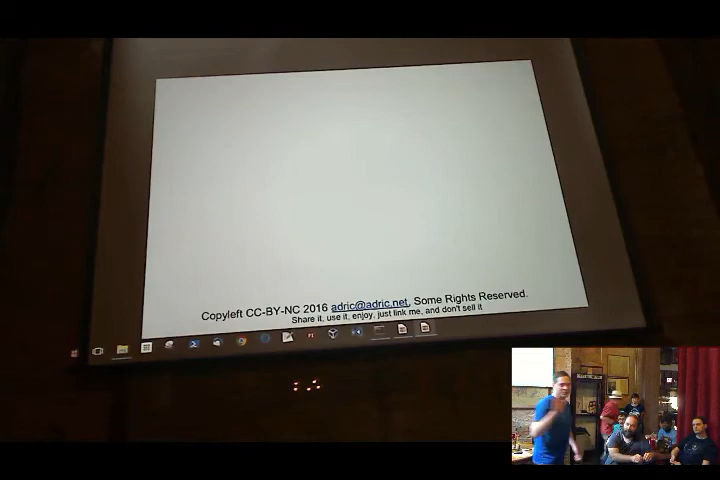 Copyleft CC-BY-NC 2016 adric@adric.net, Some Rights Reserved.
Share it, use it, enjoy, just link me, and don't sell it